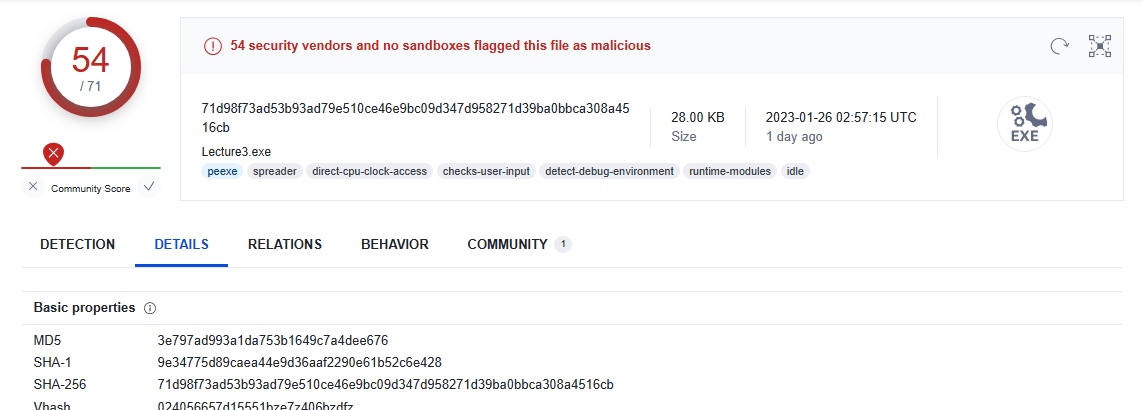 54
/ 71
Community Score
54 security vendors and no sandboxes flagged this file as malicious
71d98f73ad53b93ad79e510ce46e9bc09d347d958271d39ba0bbca308a45
16cb
Lecture3.exe
peexe spreader direct-cpu-clock-access checks-user-input detect-debug-environment runtime-modules idle
28.00 KB
Size
2023-01-26 02:57:15 UTC
1 day ago
EXE
DETECTION DETAILS RELATIONS BEHAVIOR COMMUNITY 1
Basic properties
MD5 3e797ad993a1da753b1649c7a4dee676
SHA-1 9e34775d89caea44e9d36aaf2290e61b52c6e428
SHA-256 71d98f73ad53b93ad79e510ce46e9bc09d347d958271d39ba0bbca308a4516cb
Vhash 024056657d15551bze7z406bzdfz